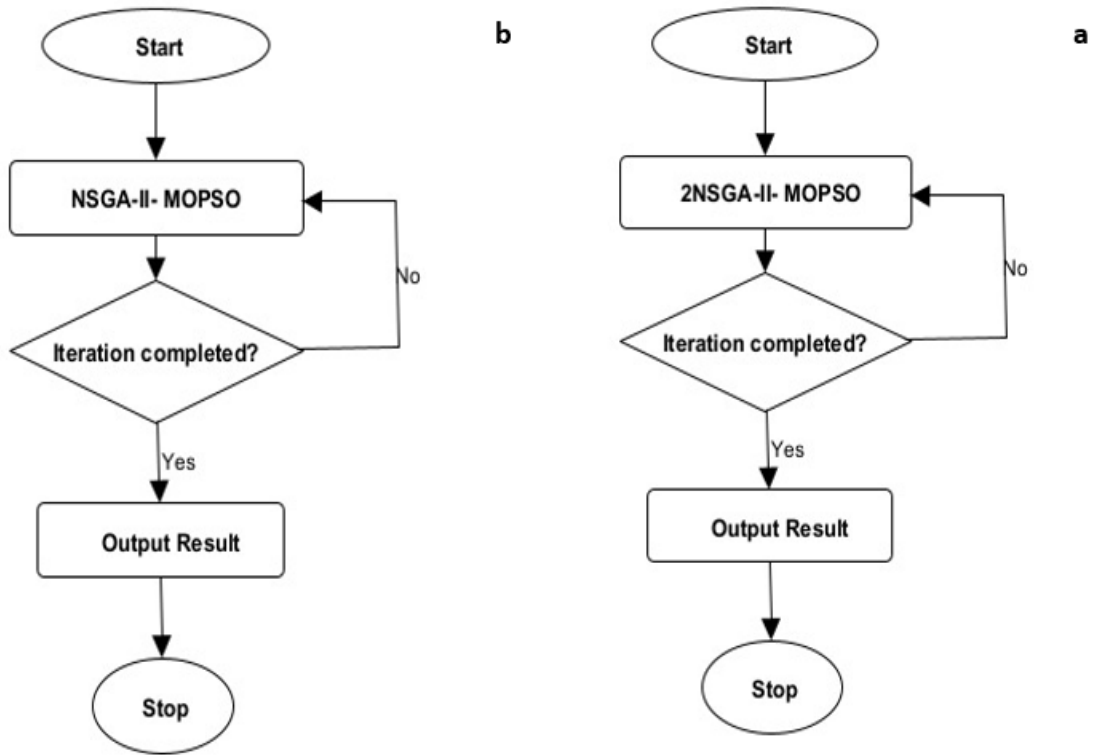 Start
b
NSGA-II- MOPSO
No
Iteration completed?
Yes
Output Result
Stop
Start
a
2NSGA-II- MOPSO
No
Iteration completed?
Yes
Output Result
Stop